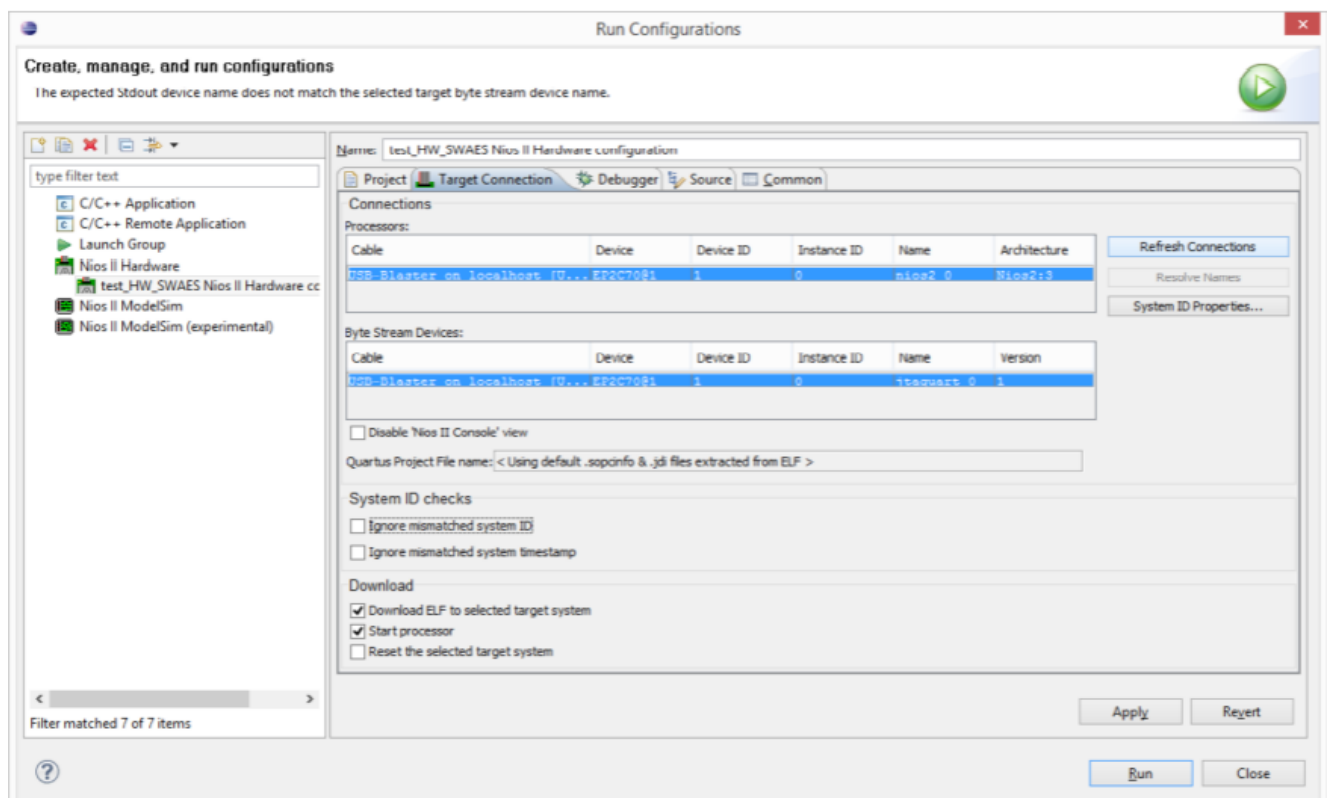 Run Configurations
Create, manage, and run configurations
The expected Stdout device name does not match the selected target byte stream device name.
type filter text
C/C++ Application
C/C++ Remote Application
Launch Group
Nios II Hardware
test_HW_SWAES Nios II Hardware cc
Nios II ModelSim
Nios II ModelSim (experimental)
Filter matched 7 of 7 items
Name: test_HW_SWAES Nios II Hardware configuration
Project Target Connection Debugger Source Common
Connections
Processors:
Cable Device Device ID Instance ID Name Architecture
USB-Blaster on localhost [U... EP2C70@1 1 0 nios2_0 Nios2:3
Refresh Connections
Resolve Names
System ID Properties...
Byte Stream Devices:
Cable Device Device ID Instance ID Name Version
USB-Blaster on localhost [U... EP2C70@1 1 0 jtaguart_0 1
Disable 'Nios II Console' view
Quartus Project File name: < Using default .sopcinfo & .jdi files extracted from ELF >
System ID checks
Ignore mismatched system ID
Ignore mismatched system timestamp
Download
Download ELF to selected target system
Start processor
Reset the selected target system
Apply Revert
? Run Close